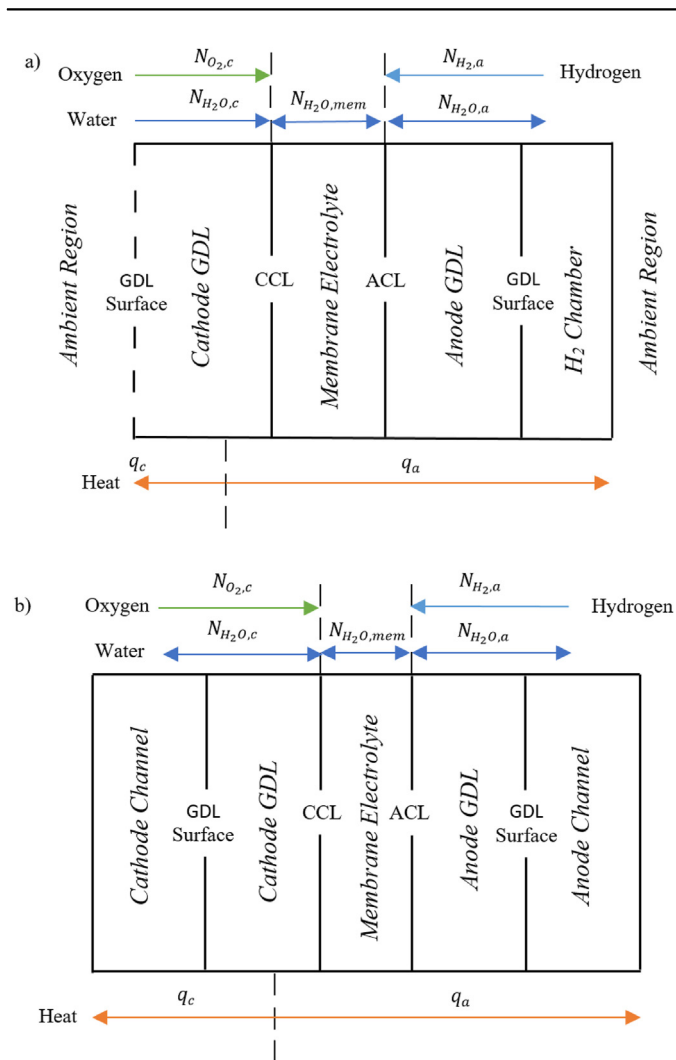 a)
N_{O_2,c}
N_{H_2,a}
Oxygen
Hydrogen
N_{H_2O,c}
N_{H_2O,mem}
N_{H_2O,a}
Water
Ambient Region
GDL
Surface
Cathode GDL
CCL
Membrane Electrolyte
ACL
Anode GDL
GDL
Surface
H_2 Chamber
Ambient Region
q_c
q_a
Heat
b)
N_{O_2,c}
N_{H_2,a}
Oxygen
Hydrogen
N_{H_2O,c}
N_{H_2O,mem}
N_{H_2O,a}
Water
Cathode Channel
GDL
Surface
Cathode GDL
CCL
Membrane Electrolyte
ACL
Anode GDL
GDL
Surface
Anode Channel
q_c
q_a
Heat